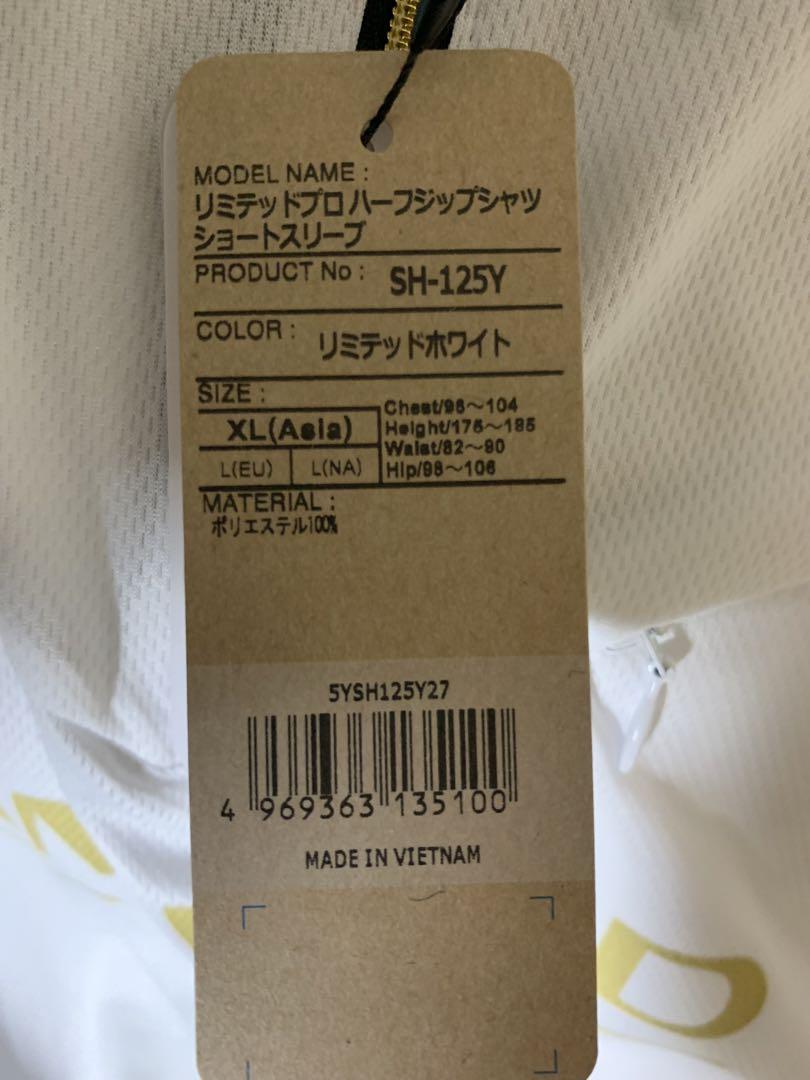 MODEL NAME :
リミテッドプロハーフジップシャツ
ショートスリーブ
PRODUCT No : SH-125Y
COLOR : リミテッドホワイト
SIZE :
XL(Asia)
L(EU) L(NA)
Chest/96～104
Height/175～185
Waist/82～90
Hip/98～106
MATERIAL :
ポリエステル100%
5YSH125Y27
4 969363 135100
MADE IN VIETNAM